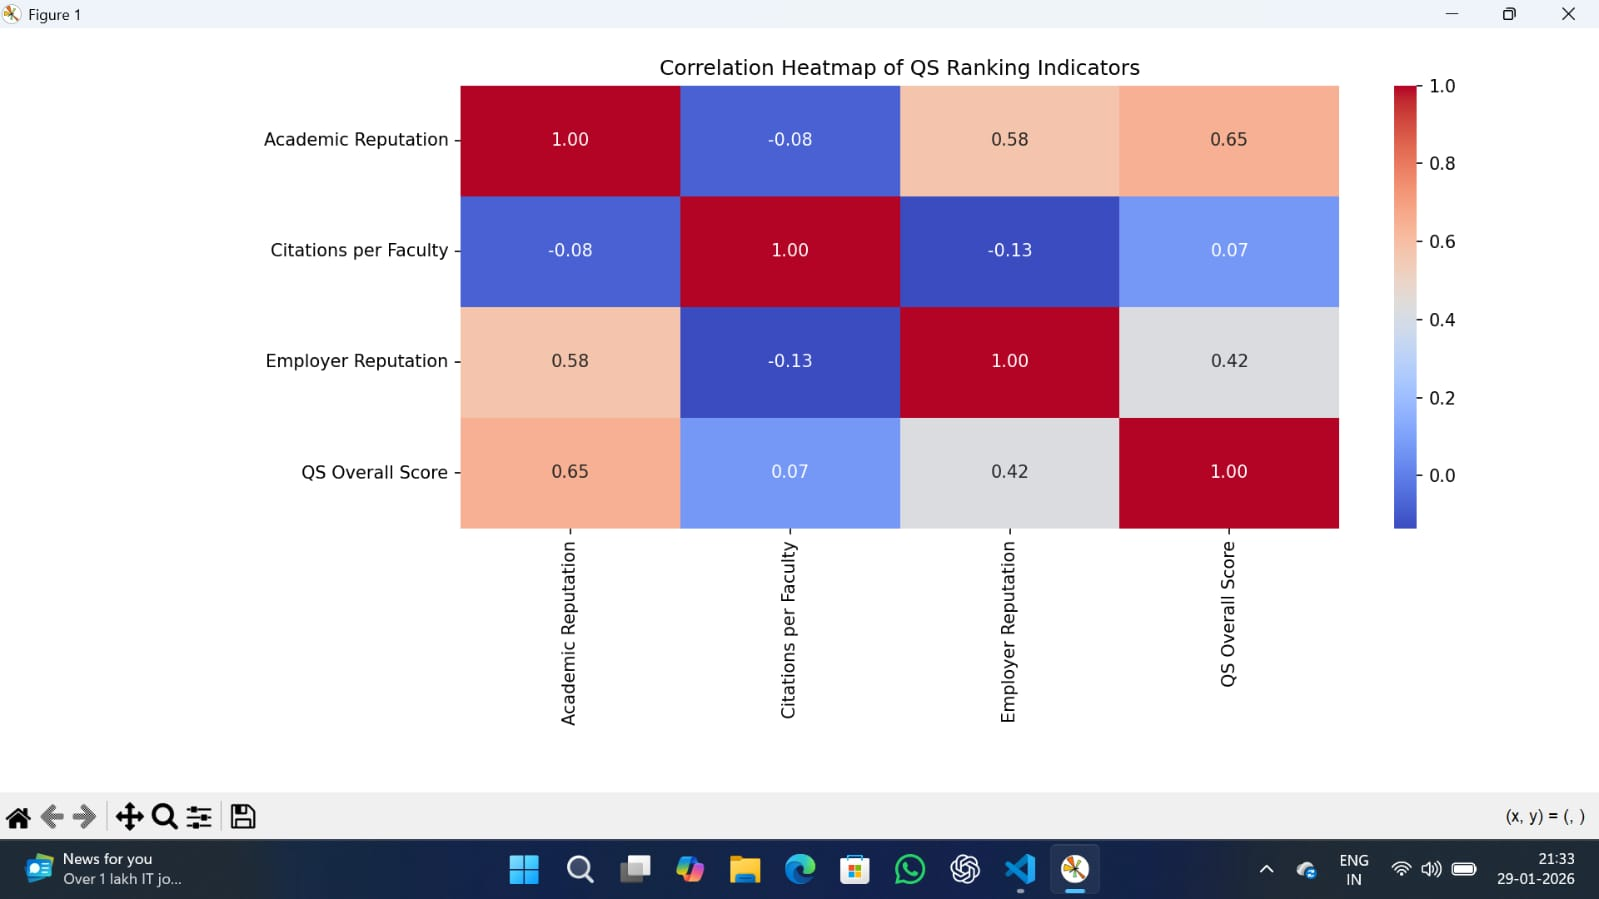 Figure 1
Correlation Heatmap of QS Ranking Indicators
Academic Reputation
1.00
-0.08
0.58
0.65
Citations per Faculty
-0.08
1.00
-0.13
0.07
Employer Reputation
0.58
-0.13
1.00
0.42
QS Overall Score
0.65
0.07
0.42
1.00
Academic Reputation
Citations per Faculty
Employer Reputation
QS Overall Score
1.0
0.8
0.6
0.4
0.2
0.0
(x, y) = (, )
News for you
Over 1 lakh IT jo...
ENG
IN
21:33
29-01-2026